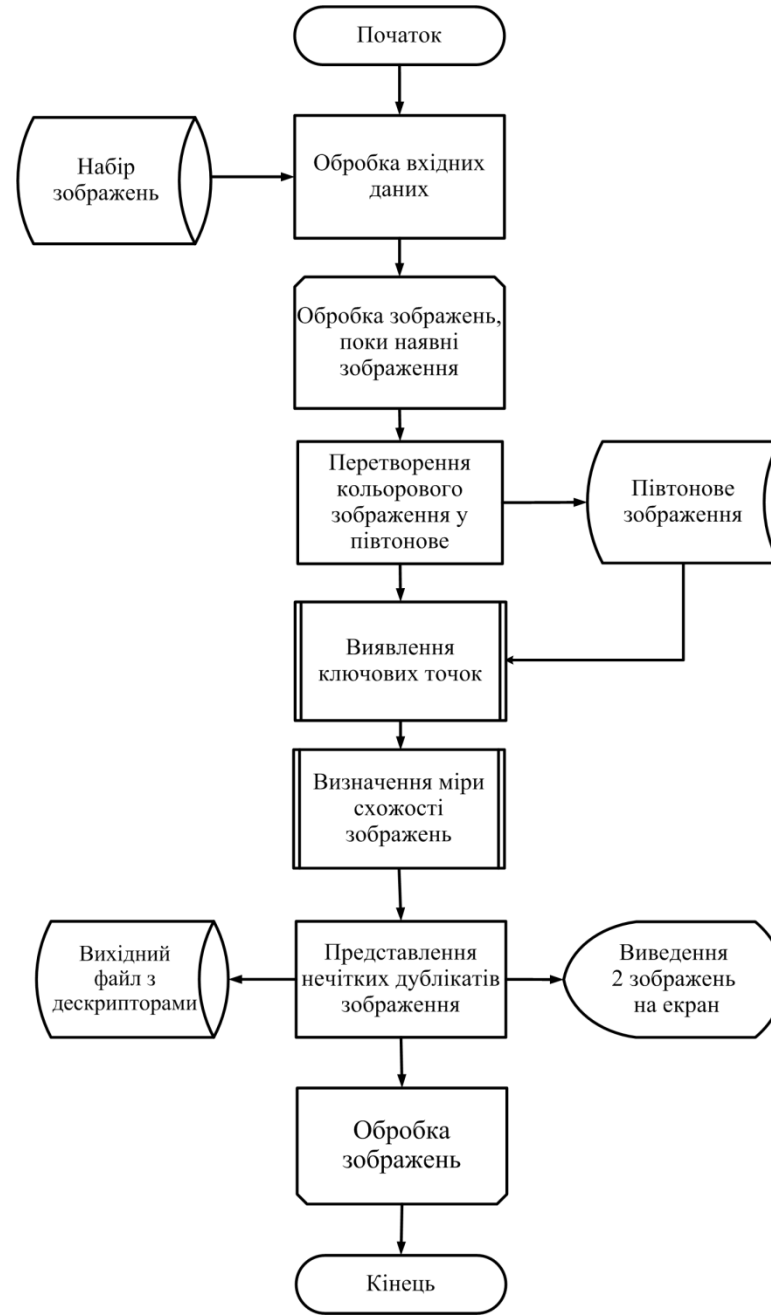 Початок
Набір
зображень
Обробка вхідних
даних
Обробка зображень,
поки наявні
зображення
Перетворення
кольорового
зображення у
півтонове
Півтонове
зображення
Виявлення
ключових точок
Визначення міри
схожості
зображень
Вихідний
файл з
дескрипторами
Представлення
нечітких дублікатів
зображення
Виведення
2 зображень
на екран
Обробка
зображень
Кінець